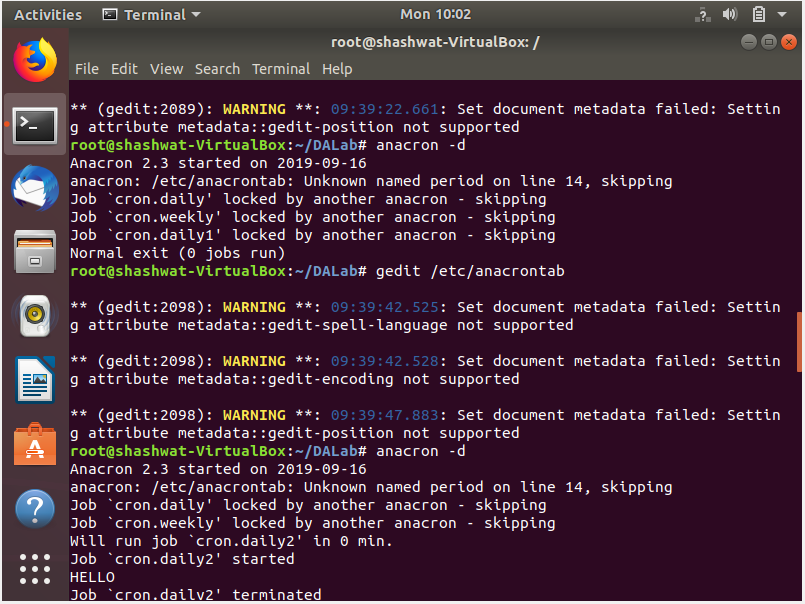 Activities Terminal Mon 10:02
root@shashwat-VirtualBox: /
File Edit View Search Terminal Help
** (gedit:2089): WARNING **: 09:39:22.661: Set document metadata failed: Settin
g attribute metadata::gedit-position not supported
root@shashwat-VirtualBox:~/DALab# anacron -d
Anacron 2.3 started on 2019-09-16
anacron: /etc/anacrontab: Unknown named period on line 14, skipping
Job `cron.daily' locked by another anacron - skipping
Job `cron.weekly' locked by another anacron - skipping
Job `cron.daily1' locked by another anacron - skipping
Normal exit (0 jobs run)
root@shashwat-VirtualBox:~/DALab# gedit /etc/anacrontab
** (gedit:2098): WARNING **: 09:39:42.525: Set document metadata failed: Settin
g attribute metadata::gedit-spell-language not supported
** (gedit:2098): WARNING **: 09:39:42.528: Set document metadata failed: Settin
g attribute metadata::gedit-encoding not supported
** (gedit:2098): WARNING **: 09:39:47.883: Set document metadata failed: Settin
g attribute metadata::gedit-position not supported
root@shashwat-VirtualBox:~/DALab# anacron -d
Anacron 2.3 started on 2019-09-16
anacron: /etc/anacrontab: Unknown named period on line 14, skipping
Job `cron.daily' locked by another anacron - skipping
Job `cron.weekly' locked by another anacron - skipping
Will run job `cron.daily2' in 0 min.
Job `cron.daily2' started
HELLO
Job `cron.daily2' terminated